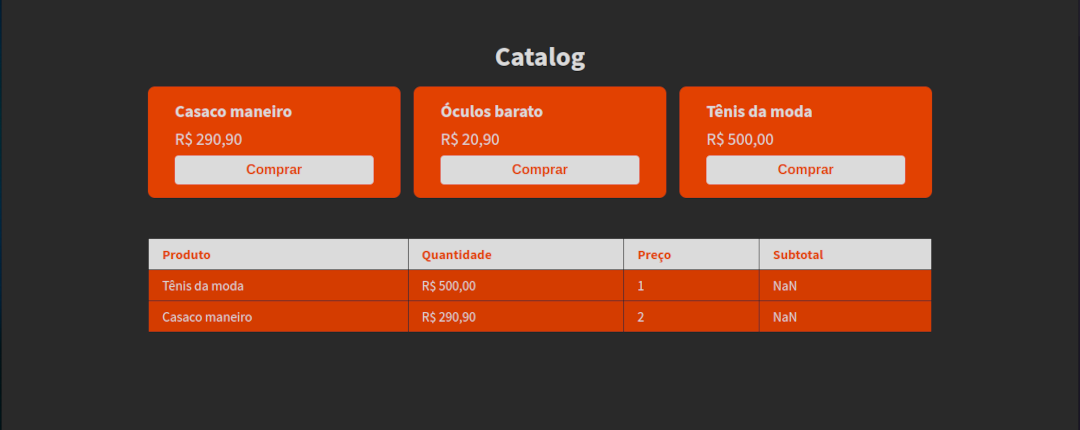 Catalog
Casaco maneiro Óculos barato Tênis da moda
R$ 290,90 R$ 20,90 R$ 500,00
Comprar Comprar Comprar
Produto Quantidade Preço Subtotal
Tênis da moda R$ 500,00 1 NaN
Casaco maneiro R$ 290,90 2 NaN